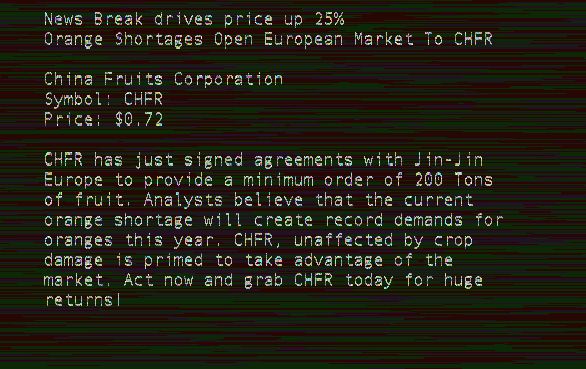 News Break drives price up 25%
Orange Shortages Open European Market To CHFR
China Fruits Corporation
Symbol: CHFR
Price: $0.72
CHFR has just signed agreements with Jin-Jin
Europe to provide a minimum order of 200 Tons
of fruit. Analysts believe that the current
orange shortage will create record demands for
oranges this year. CHFR, unaffected by crop
damage is primed to take advantage of the
market. Act now and grab CHFR today for huge
returns!